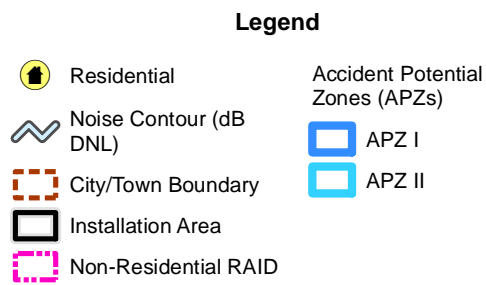 Legend
Residential
Noise Contour (dB
DNL)
City/Town Boundary
Installation Area
Non-Residential RAID
Accident Potential
Zones (APZs)
APZ I
APZ II